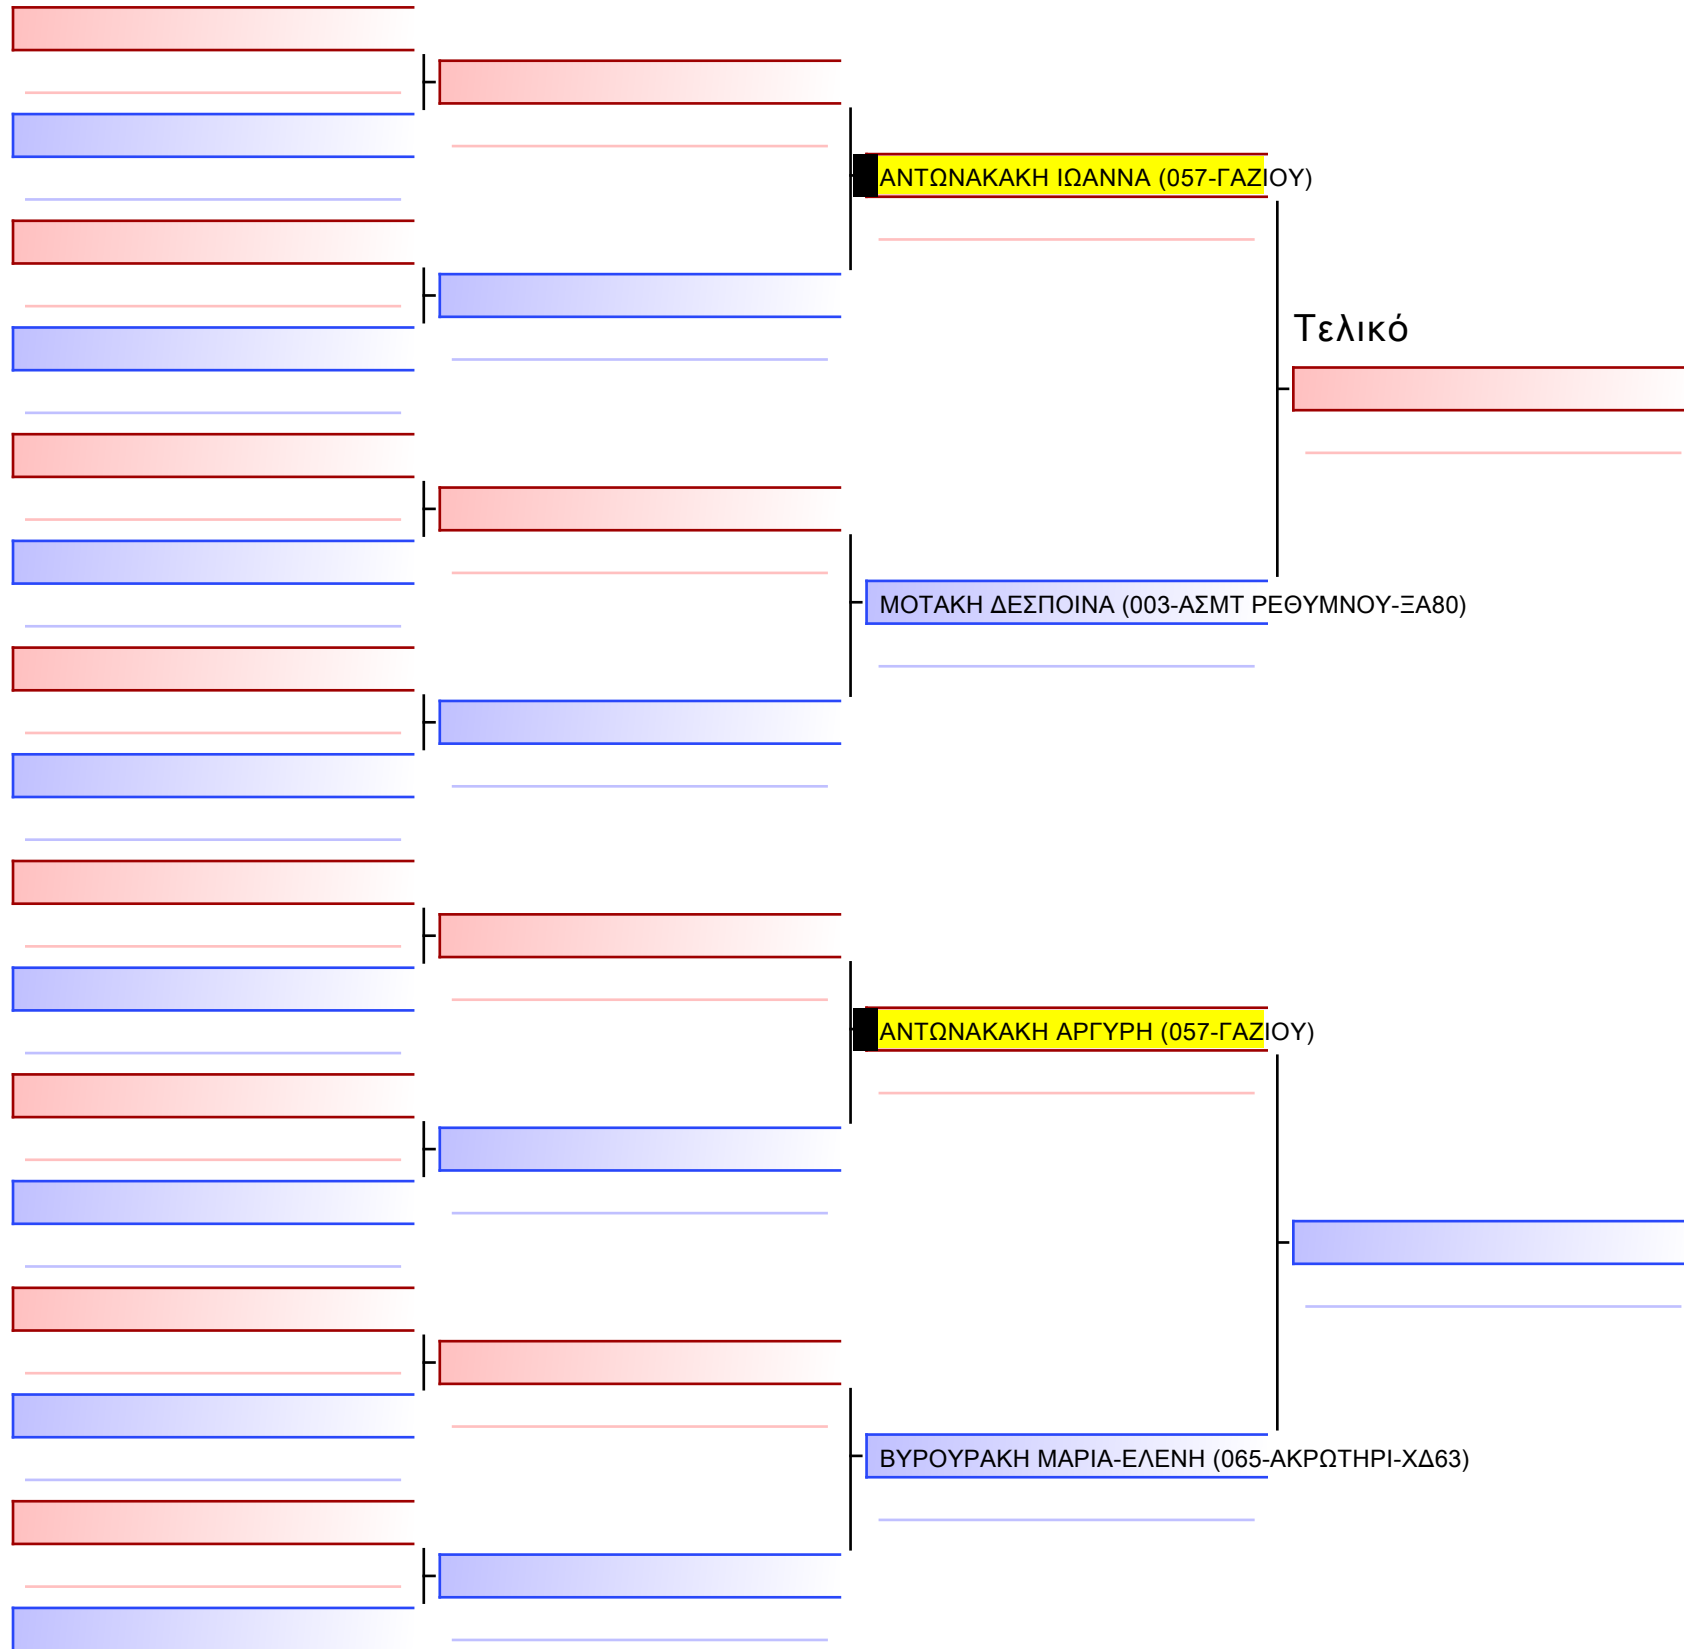 ΑΝΤΩΝΑΚΑΚΗ ΙΩΑΝΝΑ (057-ΓΑΖΙΟΥ)
Τελικό
ΜΟΤΑΚΗ ΔΕΣΠΟΙΝΑ (003-ΑΣΜΤ ΡΕΘΥΜΝΟΥ-ΞΑ80)
ΑΝΤΩΝΑΚΑΚΗ ΑΡΓΥΡΗ (057-ΓΑΖΙΟΥ)
ΒΥΡΟΥΡΑΚΗ ΜΑΡΙΑ-ΕΛΕΝΗ (065-ΑΚΡΩΤΗΡΙ-ΧΔ63)